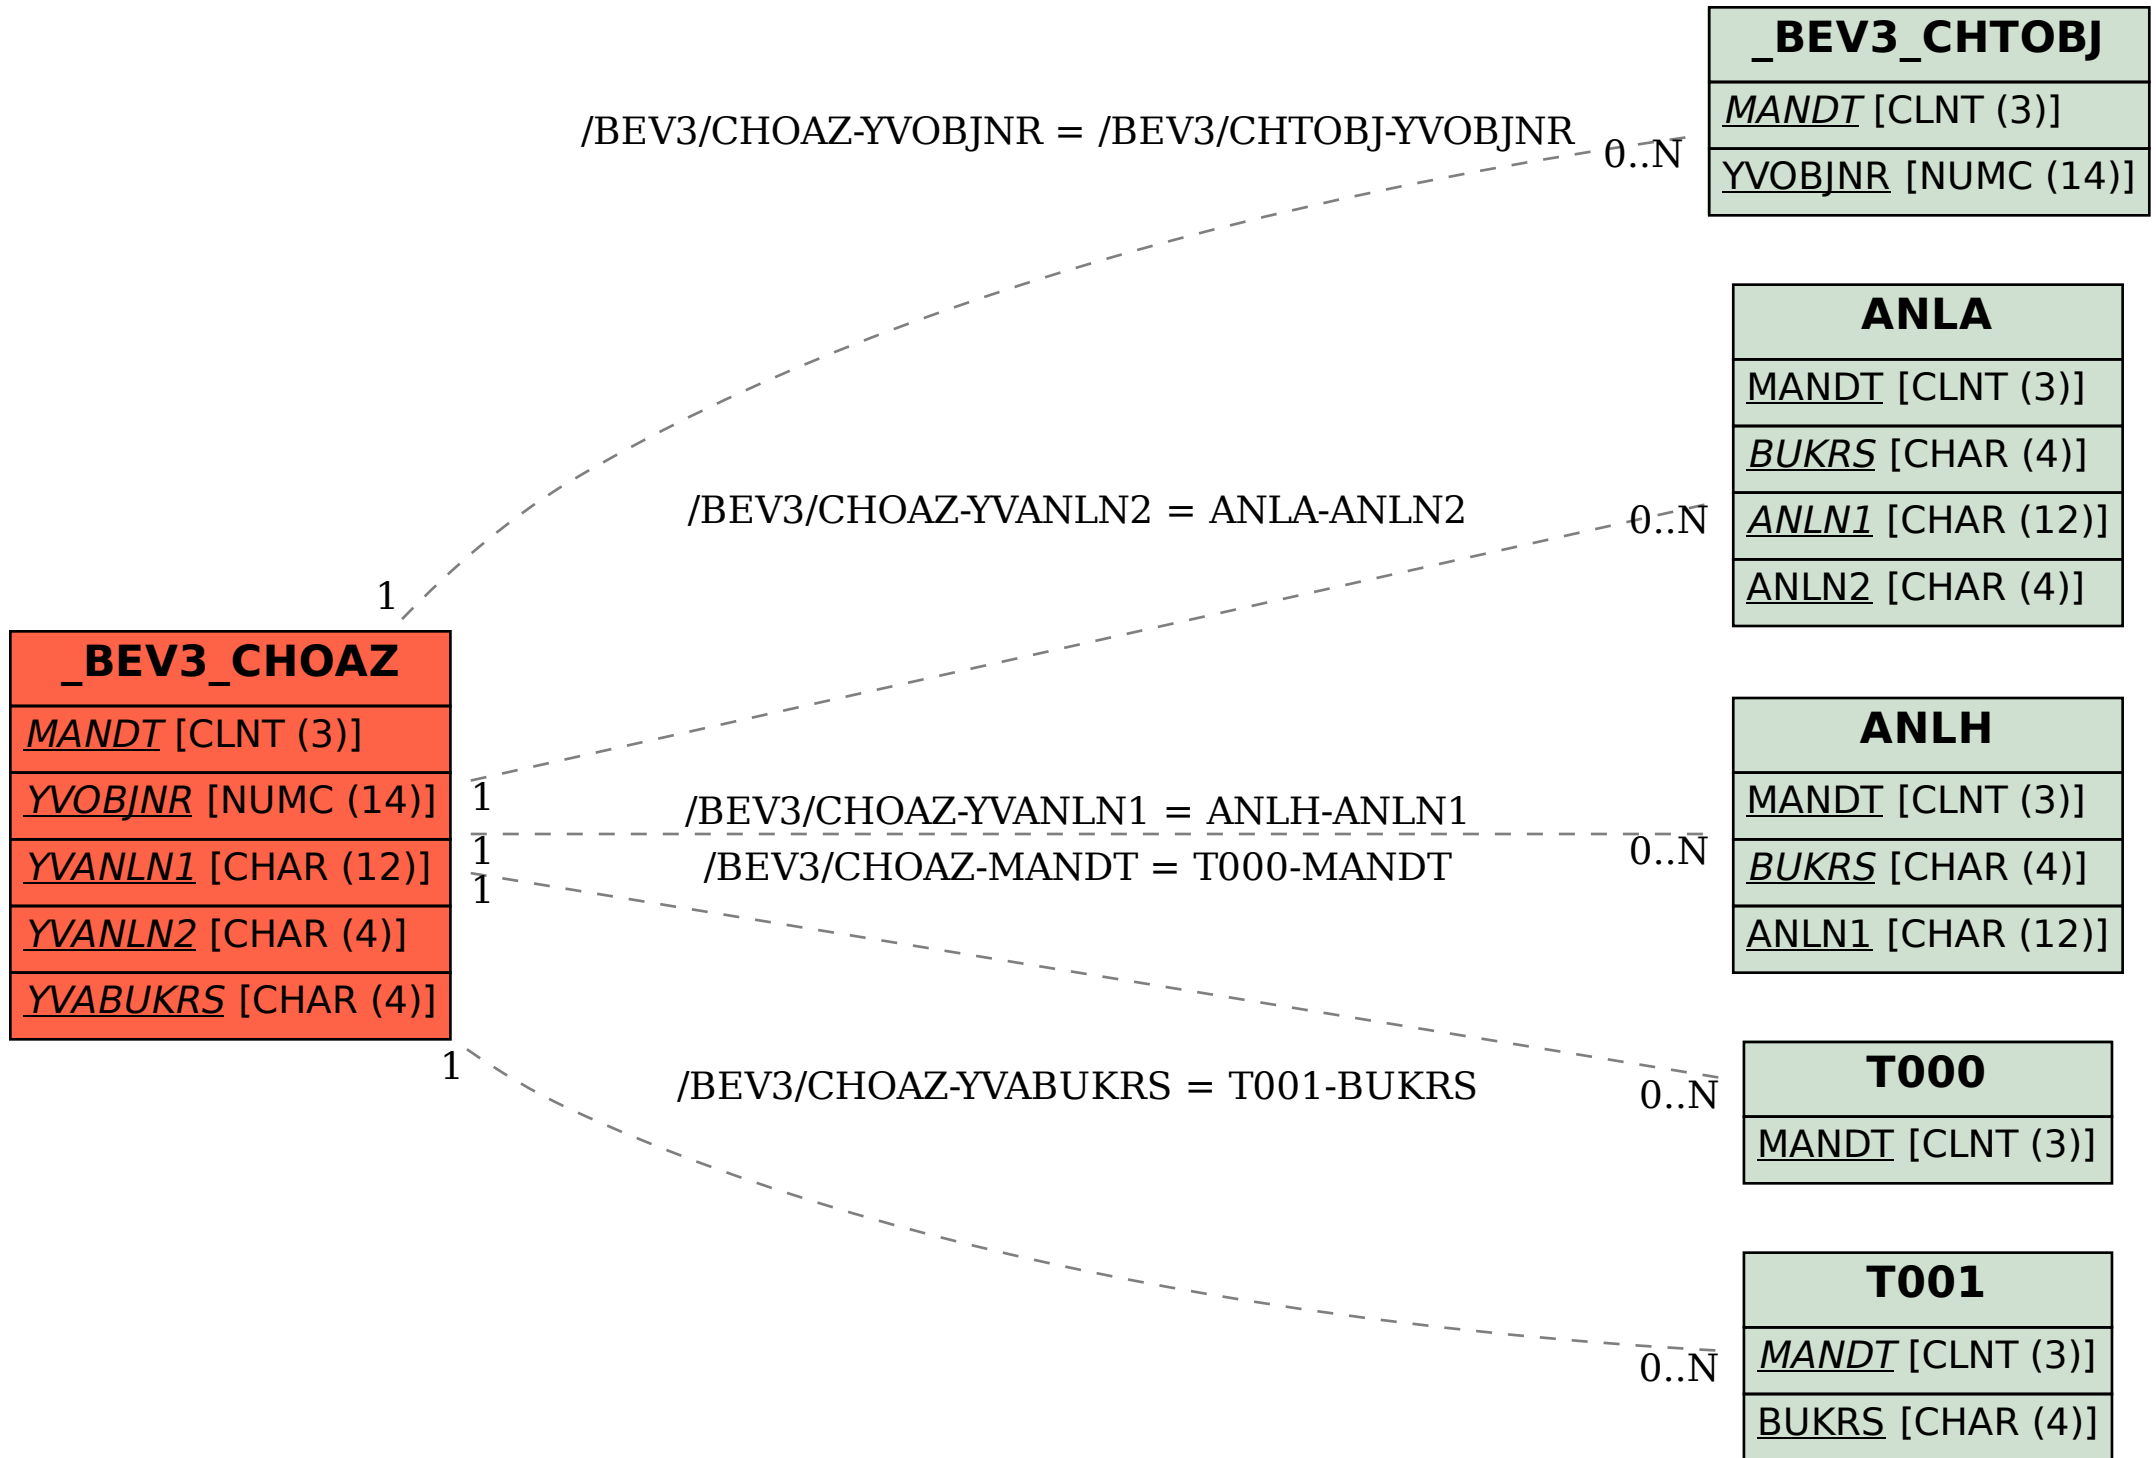 _BEV3_CHTOBJ
MANDT [CLNT (3)]
YVOBJNR [NUMC (14)]
/BEV3/CHOAZ-YVOBJNR = /BEV3/CHTOBJ-YVOBJNR
0..N
1
ANLA
MANDT [CLNT (3)]
BUKRS [CHAR (4)]
ANLN1 [CHAR (12)]
ANLN2 [CHAR (4)]
/BEV3/CHOAZ-YVANLN2 = ANLA-ANLN2
0..N
1
_BEV3_CHOAZ
MANDT [CLNT (3)]
YVOBJNR [NUMC (14)]
YVANLN1 [CHAR (12)]
YVANLN2 [CHAR (4)]
YVABUKRS [CHAR (4)]
ANLH
MANDT [CLNT (3)]
BUKRS [CHAR (4)]
ANLN1 [CHAR (12)]
/BEV3/CHOAZ-YVANLN1 = ANLH-ANLN1
0..N
1
/BEV3/CHOAZ-MANDT = T000-MANDT
1
0..N
T000
MANDT [CLNT (3)]
/BEV3/CHOAZ-YVABUKRS = T001-BUKRS
1
0..N
T001
MANDT [CLNT (3)]
BUKRS [CHAR (4)]